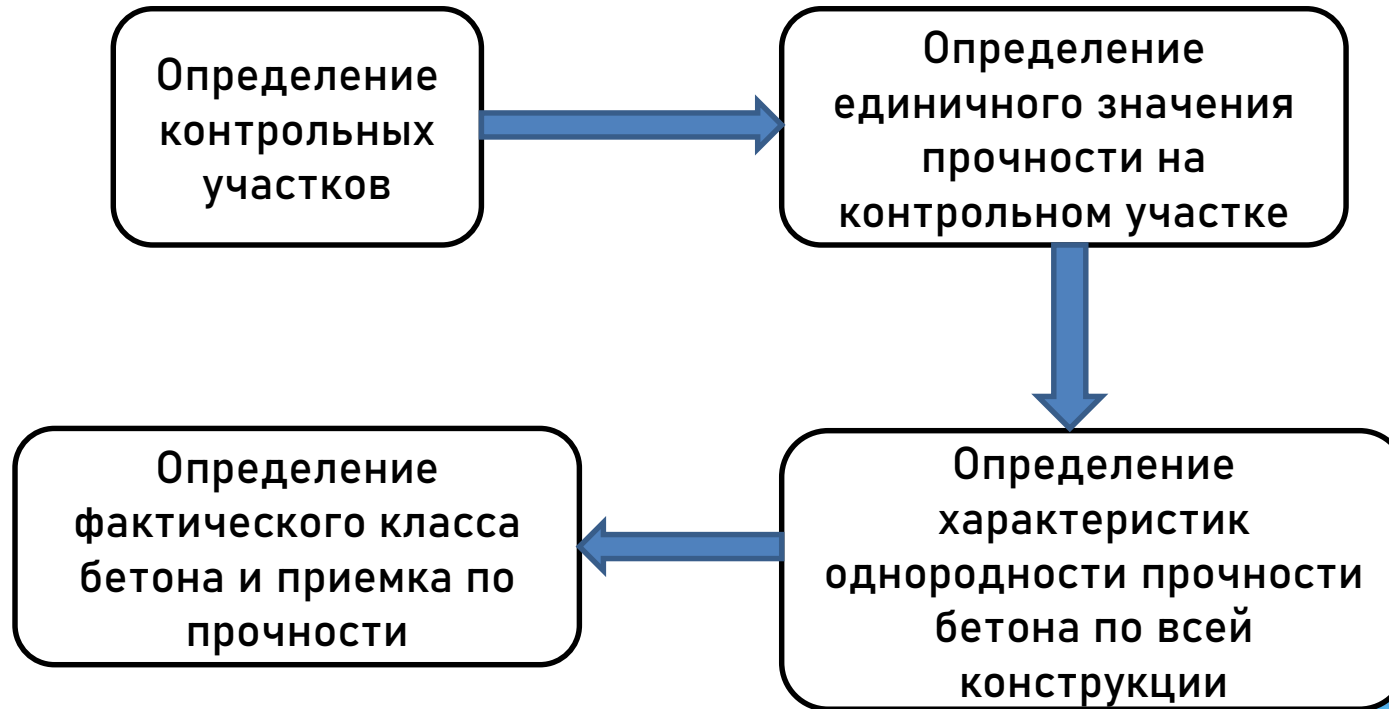 Определение
контрольных
участков
Определение
единичного значения
прочности на
контрольном участке
Определение
характеристик
однородности прочности
бетона по всей
конструкции
Определение
фактического класса
бетона и приемка по
прочности